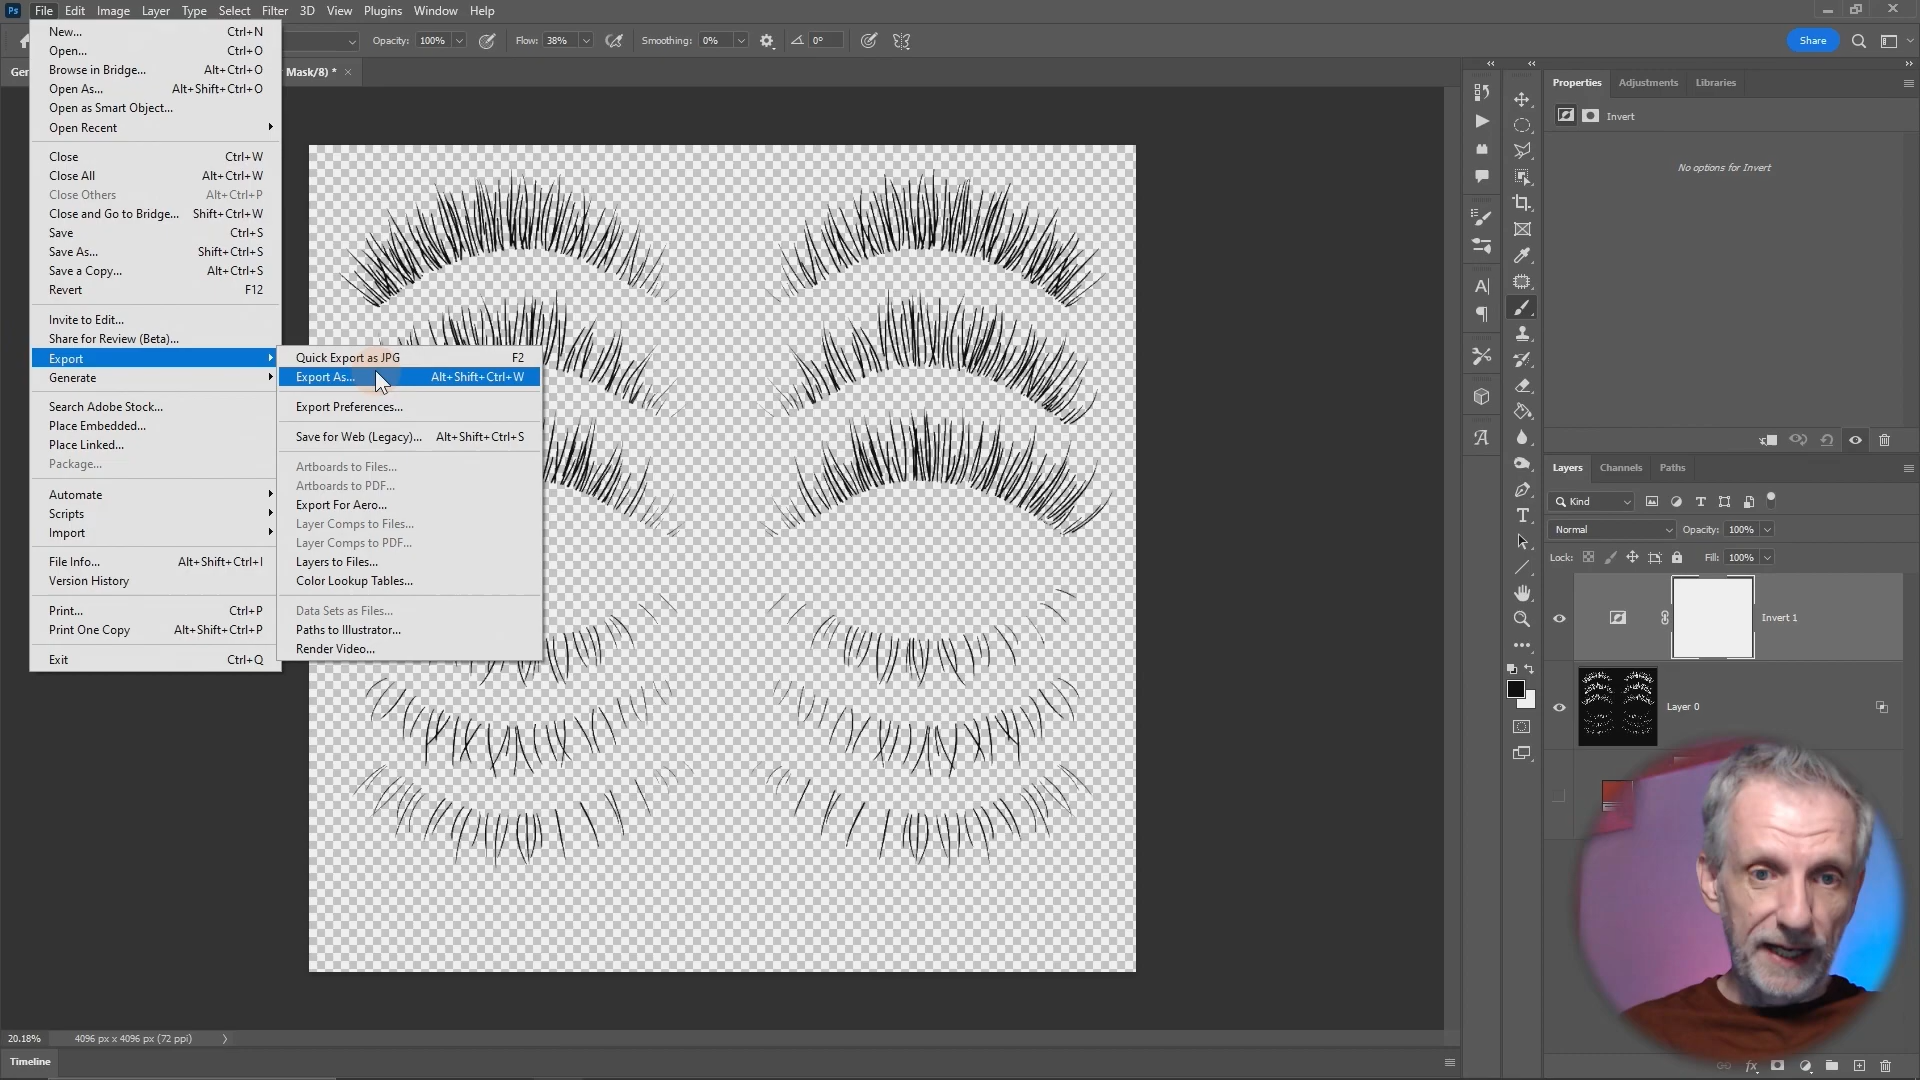 Ps File Edit Image Layer Type Select Filter 3D View Plugins Window Help
Opacity: 100% Flow: 38% Smoothing: 0% 0° Share
Ger Mask/8) *
New... Ctrl+N
Open... Ctrl+O
Browse in Bridge... Alt+Ctrl+O
Open As... Alt+Shift+Ctrl+O
Open as Smart Object...
Open Recent
Close Ctrl+W
Close All Alt+Ctrl+W
Close Others Alt+Ctrl+P
Close and Go to Bridge... Shift+Ctrl+W
Save Ctrl+S
Save As... Shift+Ctrl+S
Save a Copy... Alt+Ctrl+S
Revert F12
Invite to Edit...
Share for Review (Beta)...
Export
Generate
Search Adobe Stock...
Place Embedded...
Place Linked...
Package...
Automate
Scripts
Import
File Info... Alt+Shift+Ctrl+I
Version History
Print... Ctrl+P
Print One Copy Alt+Shift+Ctrl+P
Exit Ctrl+Q
Quick Export as JPG F2
Export As... Alt+Shift+Ctrl+W
Export Preferences...
Save for Web (Legacy)... Alt+Shift+Ctrl+S
Artboards to Files...
Artboards to PDF...
Export For Aero...
Layer Comps to Files...
Layer Comps to PDF...
Layers to Files...
Color Lookup Tables...
Data Sets as Files...
Paths to Illustrator...
Render Video...
Properties Adjustments Libraries
Invert
No options for Invert
Layers Channels Paths
Kind
Normal Opacity: 100%
Lock: Fill: 100%
Invert 1
Layer 0
fx
20.18% 4096 px x 4096 px (72 ppi)
Timeline